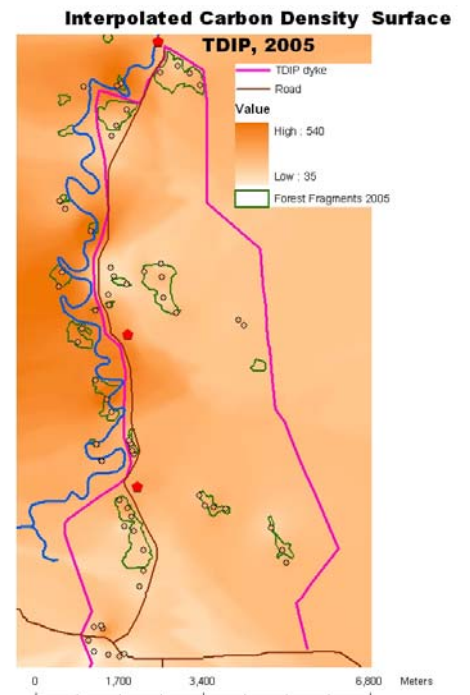 Interpolated Carbon Density Surface
TDIP, 2005
TDIP dyke
Road
Value
High : 540
Low : 35
Forest Fragments 2005
0 1,700 3,400 6,800 Meters